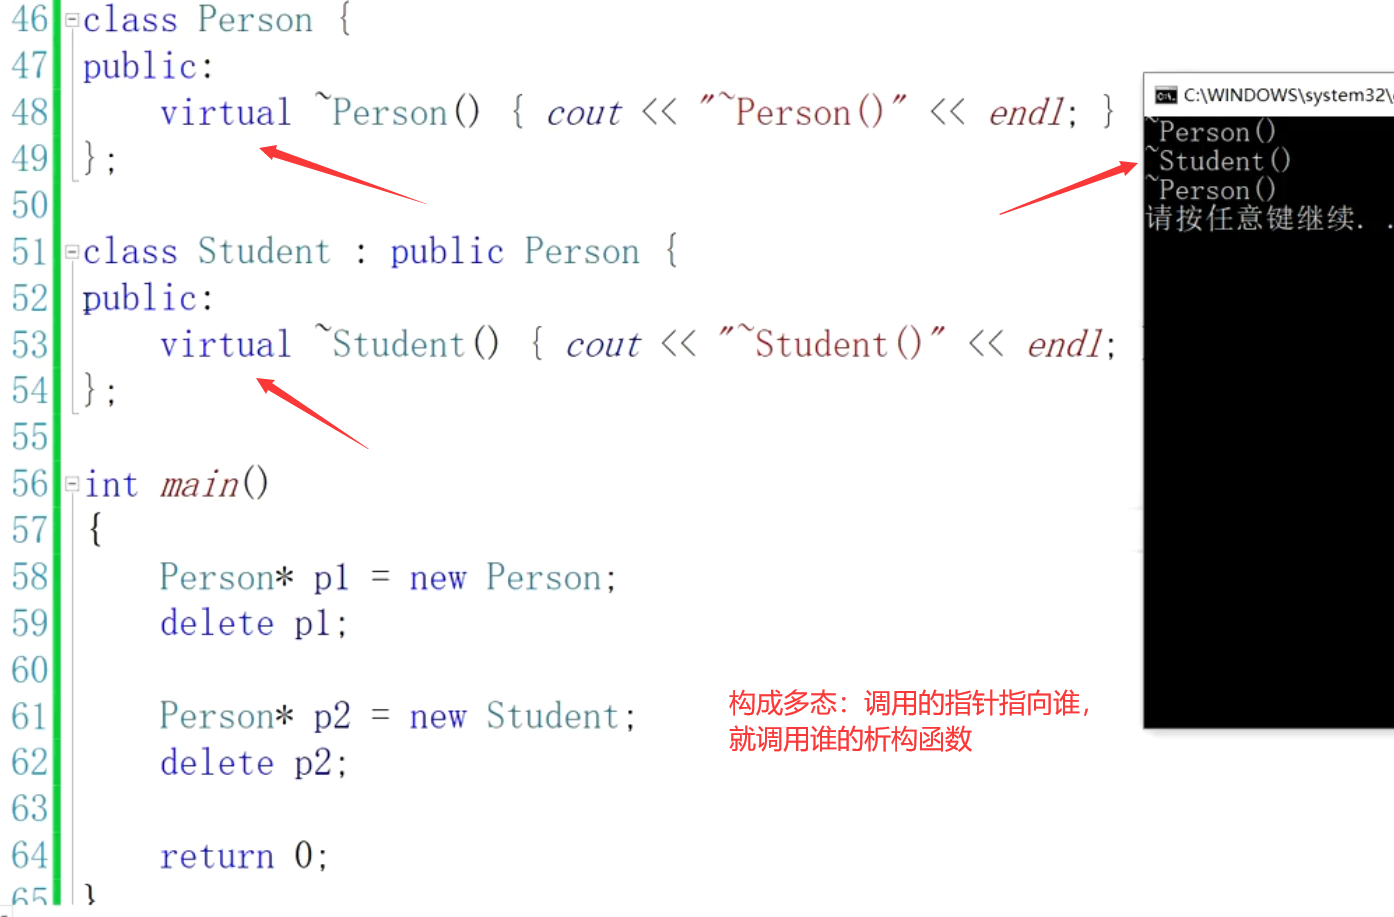 46 class Person {
47 public:
48 virtual ~Person() { cout << "~Person()" << endl; }
49 };
50
51 class Student : public Person {
52 public:
53 virtual ~Student() { cout << "~Student()" << endl;
54 };
55
56 int main()
57 {
58 Person* p1 = new Person;
59 delete p1;
60
61 Person* p2 = new Student;
62 delete p2;
63
64 return 0;
65 }
构成多态：调用的指针指向谁，
就调用谁的析构函数
C:\WINDOWS\system32\
~Person()
~Student()
~Person()
请按任意键继续. .